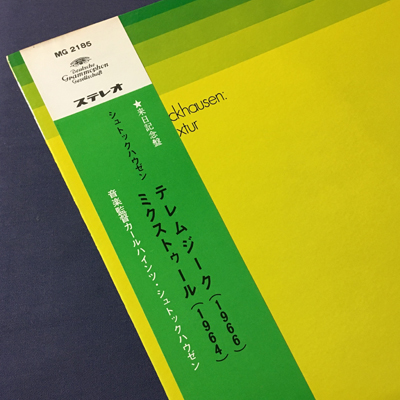 MG 2185
Deutsche
Grammophon
Gesellschaft
ステレオ
★来日記念盤
シュトックハウゼン
テレムジーク(1966)
ミクストゥール(1964)
音楽監督カールハインツ・シュトックハウゼン
ckhausen:
xtur